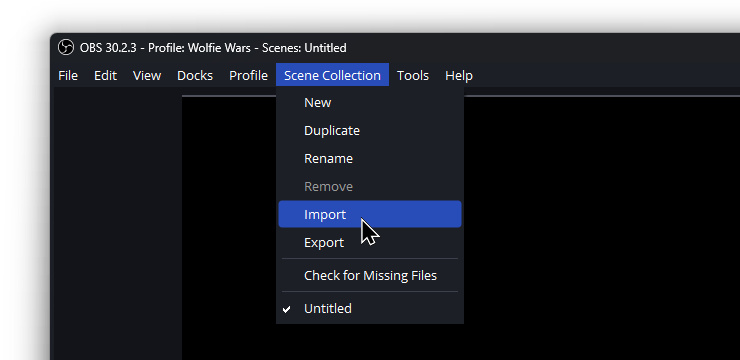 OBS 30.2.3 - Profile: Wolfie Wars - Scenes: Untitled
File Edit View Docks Profile Scene Collection Tools Help
New
Duplicate
Rename
Remove
Import
Export
Check for Missing Files
Untitled